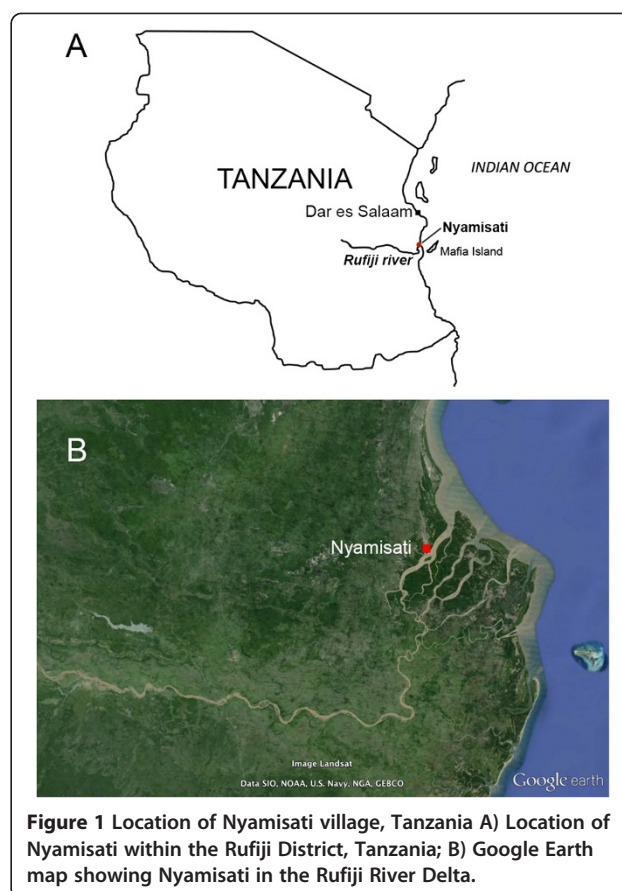 A
TANZANIA
INDIAN OCEAN
Dar es Salaam
Nyamisati
Mafia Island
Rufiji river
B
Nyamisati
Image Landsat
Data SIO, NOAA, U.S. Navy, NGA, GEBCO
Google earth
Figure 1 Location of Nyamisati village, Tanzania A) Location of
Nyamisati within the Rufiji District, Tanzania; B) Google Earth
map showing Nyamisati in the Rufiji River Delta.